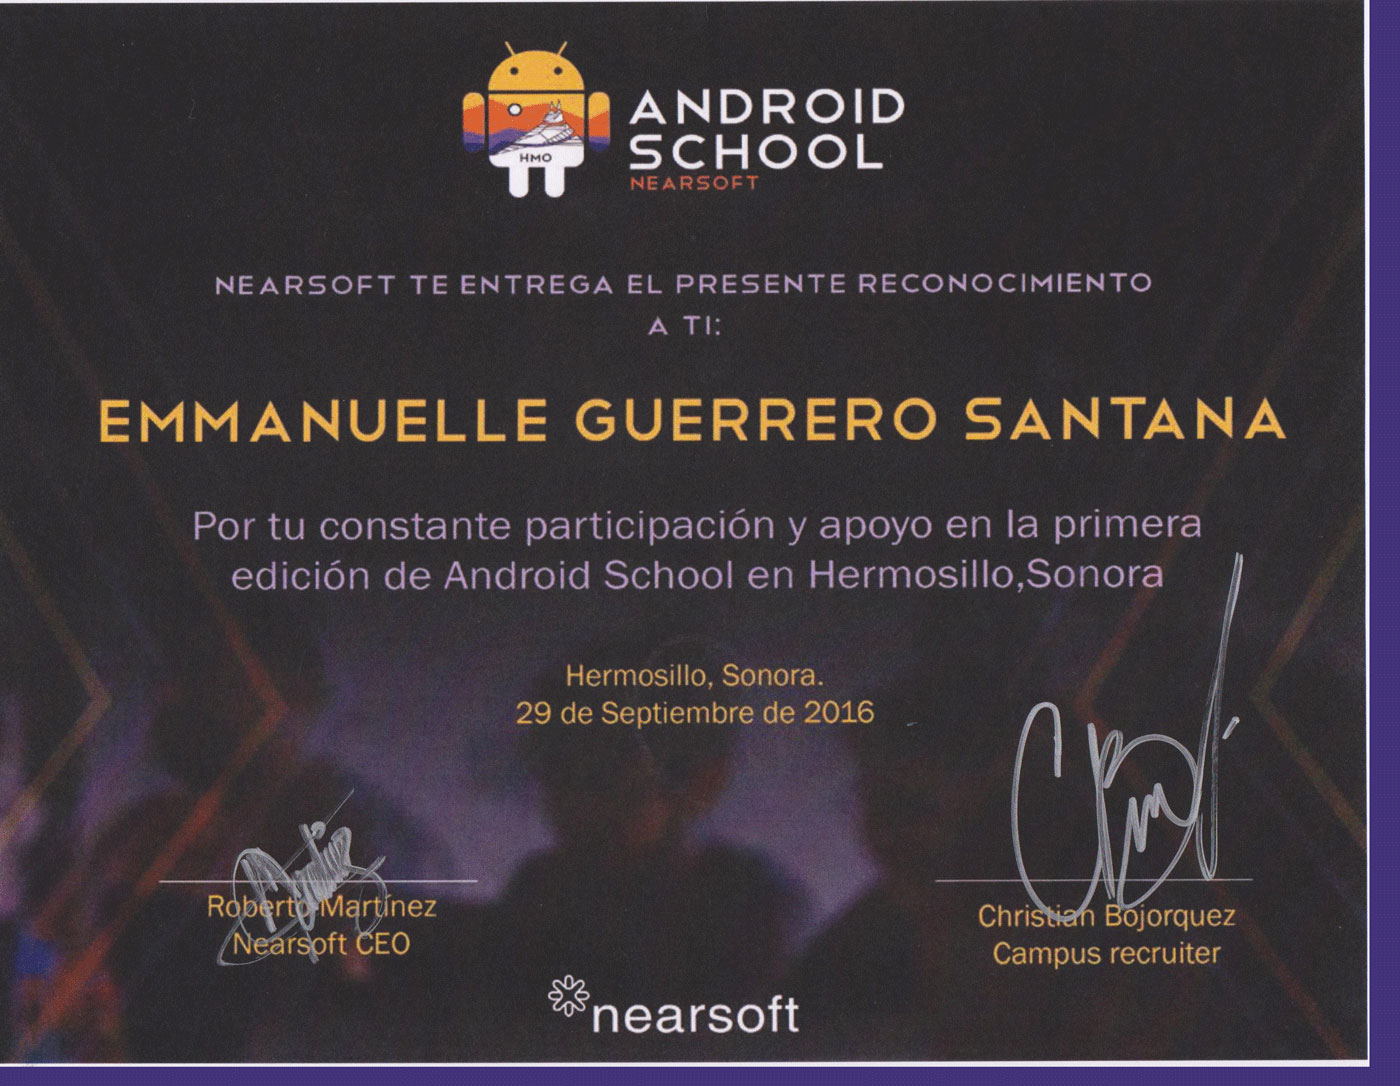 HMO
ANDROID
SCHOOL
NEARSOFT
NEARSOFT TE ENTREGA EL PRESENTE RECONOCIMIENTO
A TI:
EMMANUELLE GUERRERO SANTANA
Por tu constante participación y apoyo en la primera
edición de Android School en Hermosillo,Sonora
Hermosillo, Sonora.
29 de Septiembre de 2016
Roberto Martínez
Nearsoft CEO
Christian Bojorquez
Campus recruiter
nearsoft